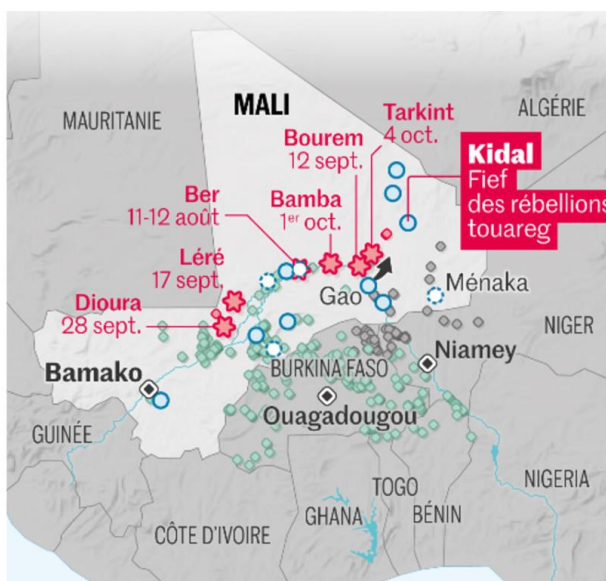 MALI
MAURITANIE
ALGÉRIE
Tarkint
4 oct.
Bourem
12 sept.
Kidal
Fief
des rébellions
touareg
Ber
11-12 août
Bamba
1er oct.
Léré
17 sept.
Dioura
28 sept.
Gao
Ménaka
NIGER
Niamey
Bamako
BURKINA FASO
Ouagadougou
GUINÉE
NIGERIA
TOGO
GHANA
BÉNIN
CÔTE D'IVOIRE